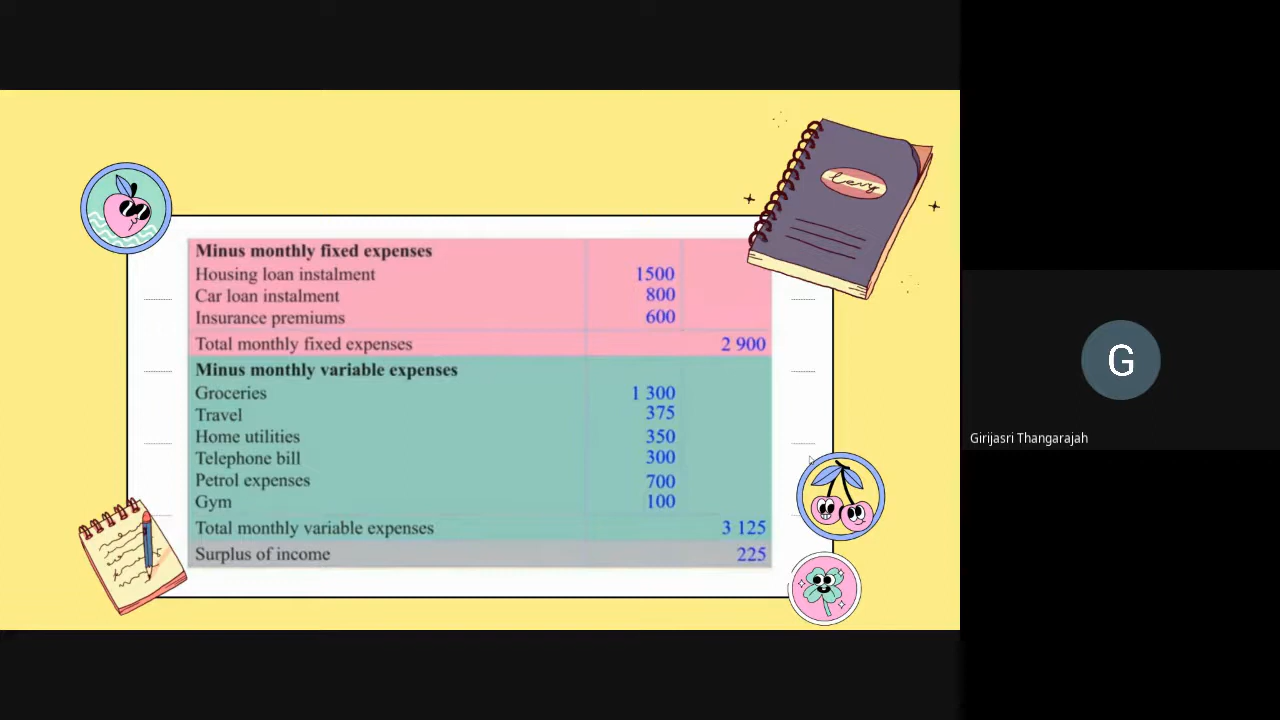 levy
Minus monthly fixed expenses
Housing loan instalment 1500
Car loan instalment 800
Insurance premiums 600
Total monthly fixed expenses 2 900
Minus monthly variable expenses
Groceries 1 300
Travel 375
Home utilities 350
Telephone bill 300
Petrol expenses 700
Gym 100
Total monthly variable expenses 3 125
Surplus of income 225
G
Girijasri Thangarajah